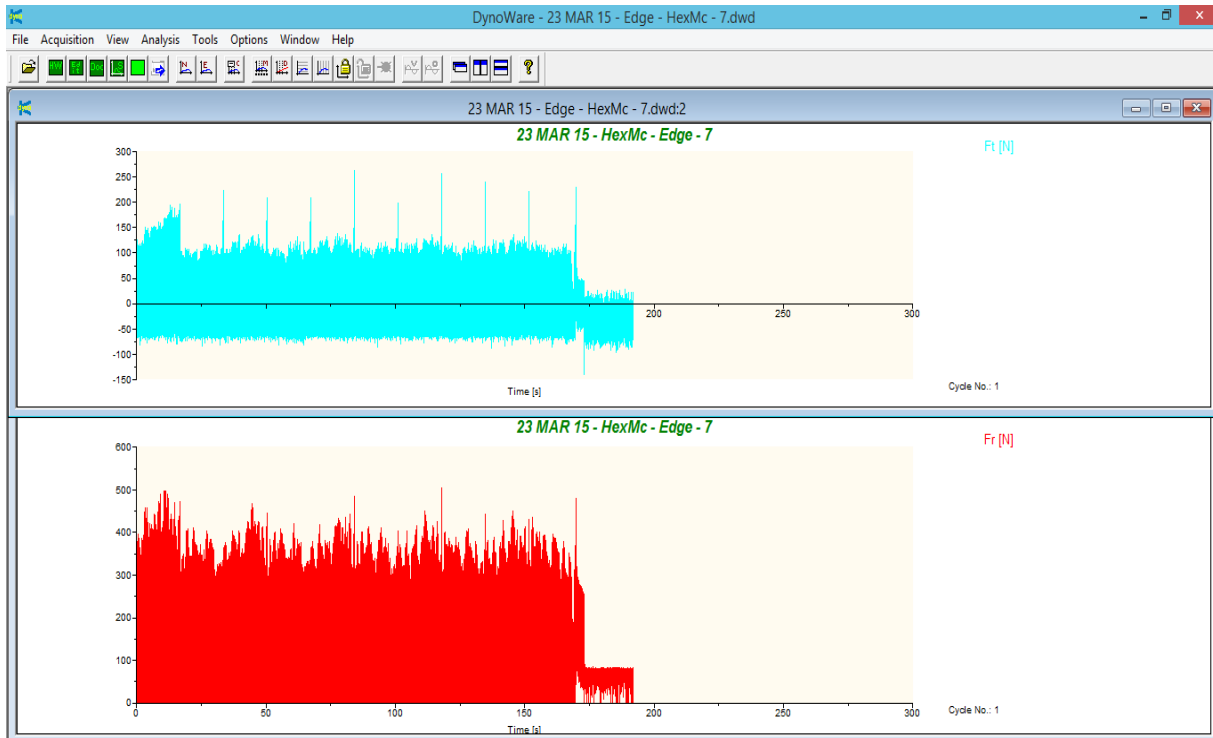 DynoWare - 23 MAR 15 - Edge - HexMc - 7.dwd
File Acquisition View Analysis Tools Options Window Help
23 MAR 15 - Edge - HexMc - 7.dwd:2
23 MAR 15 - HexMc - Edge - 7
Ft [N]
300
250
200
150
100
50
0
-50
-100
-150
200 250 300
Time [s]
Cycle No.: 1
23 MAR 15 - HexMc - Edge - 7
Fr [N]
600
500
400
300
200
100
0
0 50 100 150 200 250 300
Time [s]
Cycle No.: 1